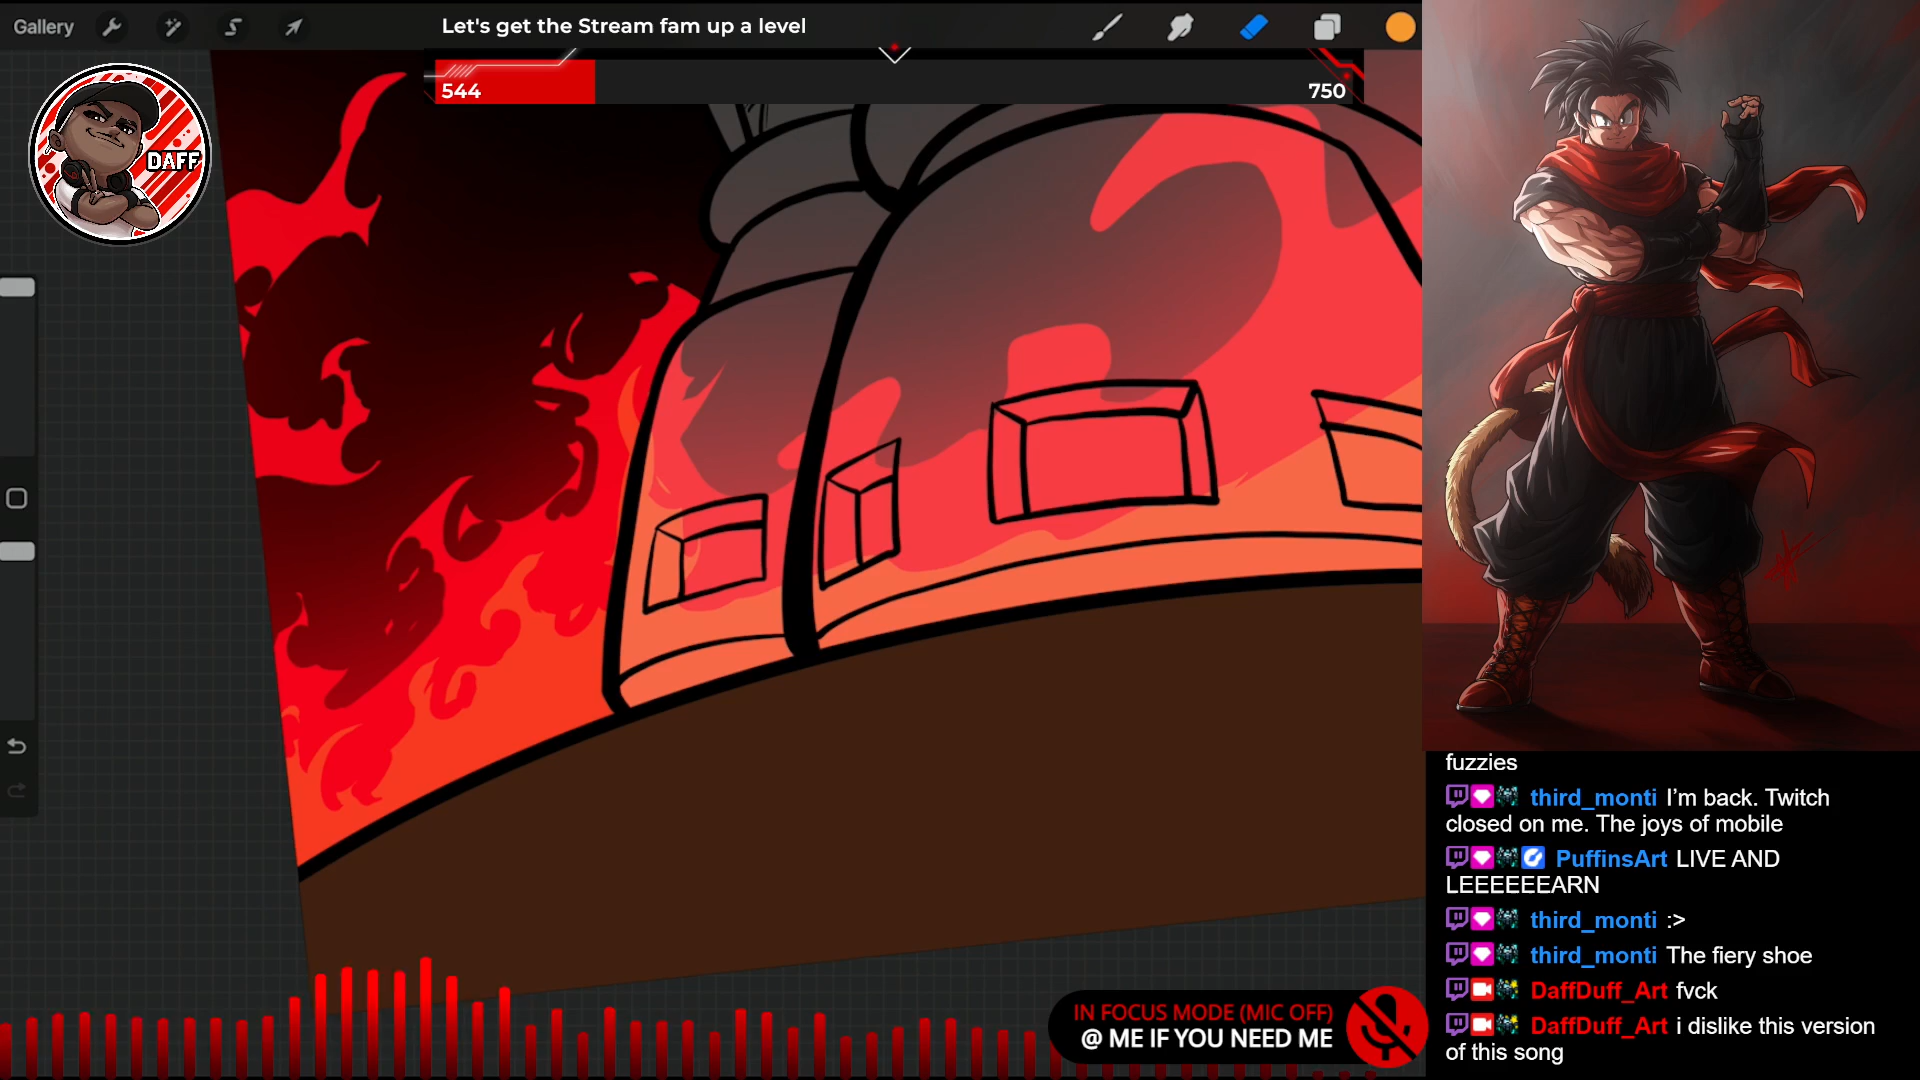 Gallery
Let's get the Stream fam up a level
544
750
DAFF
fuzzies
third_monti I'm back. Twitch
closed on me. The joys of mobile
PuffinsArt LIVE AND
LEEEEEEARN
third_monti :>
third_monti The fiery shoe
DaffDuff_Art fvck
DaffDuff_Art i dislike this version
of this song
IN FOCUS MODE (MIC OFF)
@ ME IF YOU NEED ME